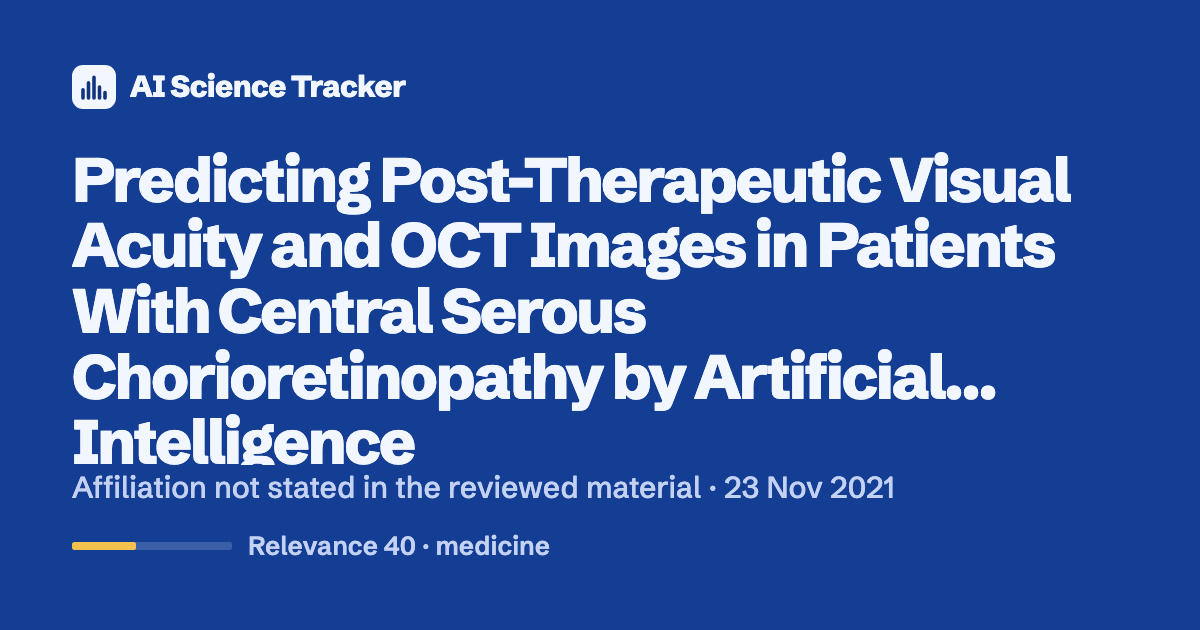 AI Science Tracker
Predicting Post-Therapeutic Visual
Acuity and OCT Images in Patients
With Central Serous
Chorioretinopathy by Artificial...
Intelligence
Affiliation not stated in the reviewed material · 23 Nov 2021
Relevance 40 · medicine